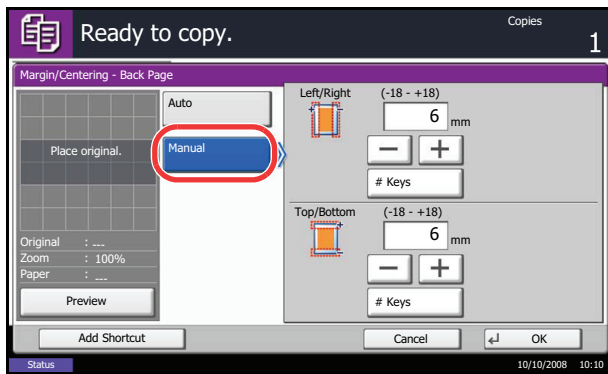 Ready to copy.
Copies
1
Margin/Centering - Back Page
Place original.
Original : ---
Zoom : 100%
Paper : ---
Preview
Auto
Manual
Left/Right (-18 - +18)
6 mm
# Keys
Top/Bottom (-18 - +18)
6 mm
# Keys
Add Shortcut
Cancel
OK
Status
10/10/2008 10:10